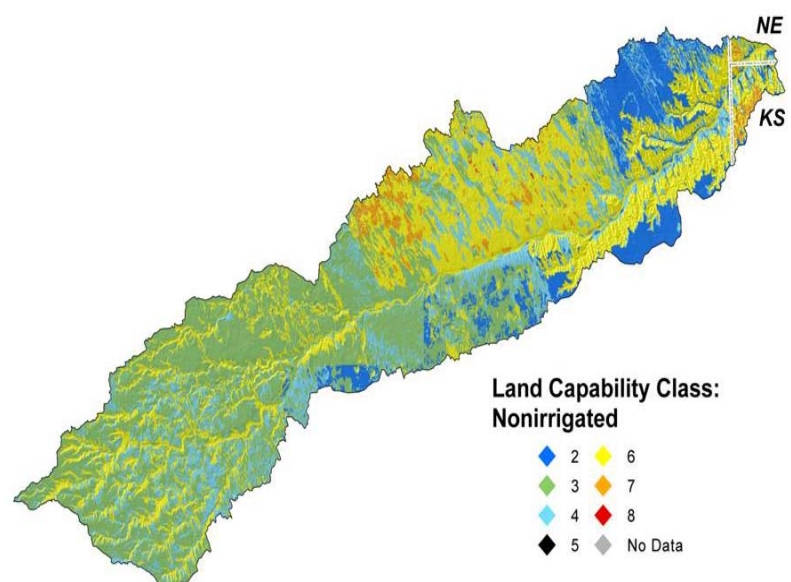 NE
KS
Land Capability Class:
Nonirrigated
2 6
3 7
4 8
5 No Data